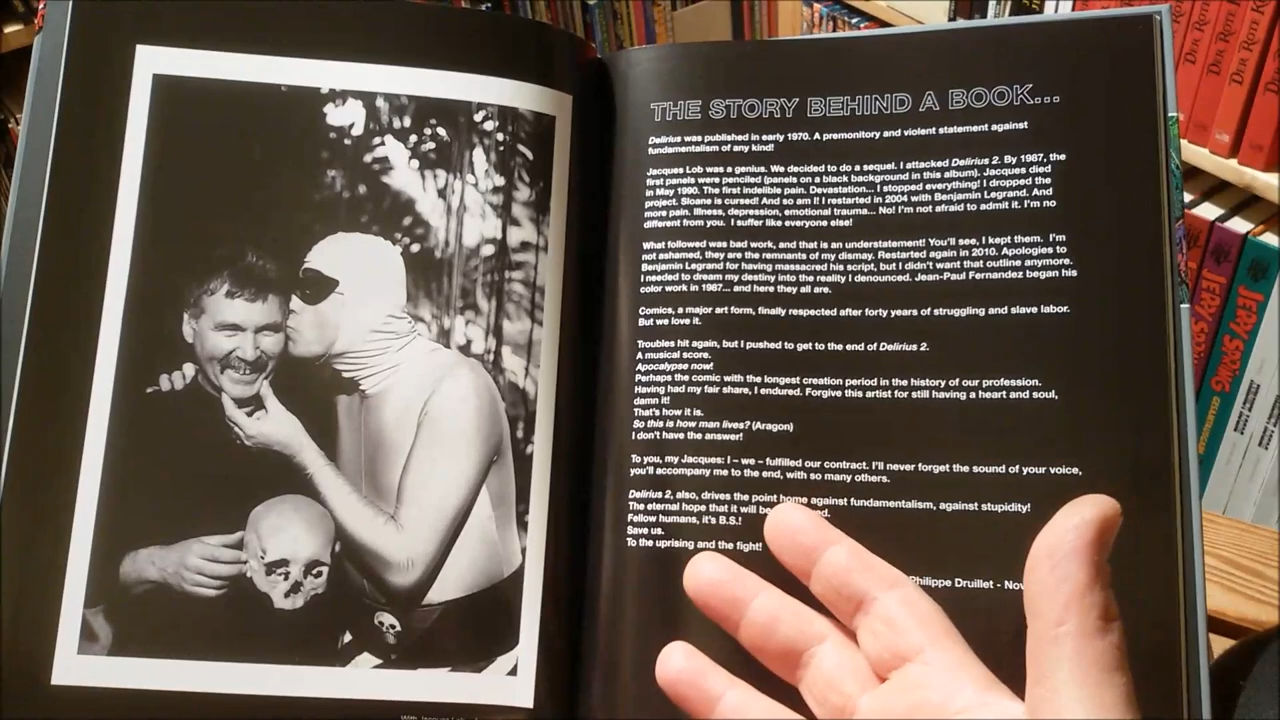 THE STORY BEHIND A BOOK...
Delirius was published in early 1970. A premonitory and violent statement against
fundamentalism of any kind!
Jacques Lob was a genius. We decided to do a sequel. I attacked Delirius 2. By 1987, the
first panels were penciled (panels on a black background in this album). Jacques died
in May 1990. The first indelible pain. Devastation... I stopped everything! I dropped the
project. Sloane is cursed! And so am I! I restarted in 2004 with Benjamin Legrand. And
more pain. Illness, depression, emotional trauma... No! I'm not afraid to admit it. I'm no
different from you. I suffer like everyone else!
What followed was bad work, and that is an understatement! You'll see, I kept them. I'm
not ashamed, they are the remnants of my dismay. Restarted again in 2010. Apologies to
Benjamin Legrand for having massacred his script, but I didn't want that outline anymore.
I needed to dream my destiny into the reality I denounced. Jean-Paul Fernandez began his
color work in 1987... and here they all are.
Comics, a major art form, finally respected after forty years of struggling and slave labor.
But we love it.
Troubles hit again, but I pushed to get to the end of Delirius 2.
A musical score.
Apocalypse now!
Perhaps the comic with the longest creation period in the history of our profession.
Having had my fair share, I endured. Forgive this artist for still having a heart and soul,
damn it!
That's how it is.
So this is how man lives? (Aragon)
I don't have the answer!
To you, my Jacques: I – we – fulfilled our contract. I'll never forget the sound of your voice,
you'll accompany me to the end, with so many others.
Delirius 2, also, drives the point home against fundamentalism, against stupidity!
The eternal hope that it will be
Fellow humans, it's B.S.!
Save us.
To the uprising and the fight!
Philippe Druillet -
DER ROTE
DER ROTE
DER ROTE
JERRY SPRING
JERRY SPRING
GESAMTAUSGABE